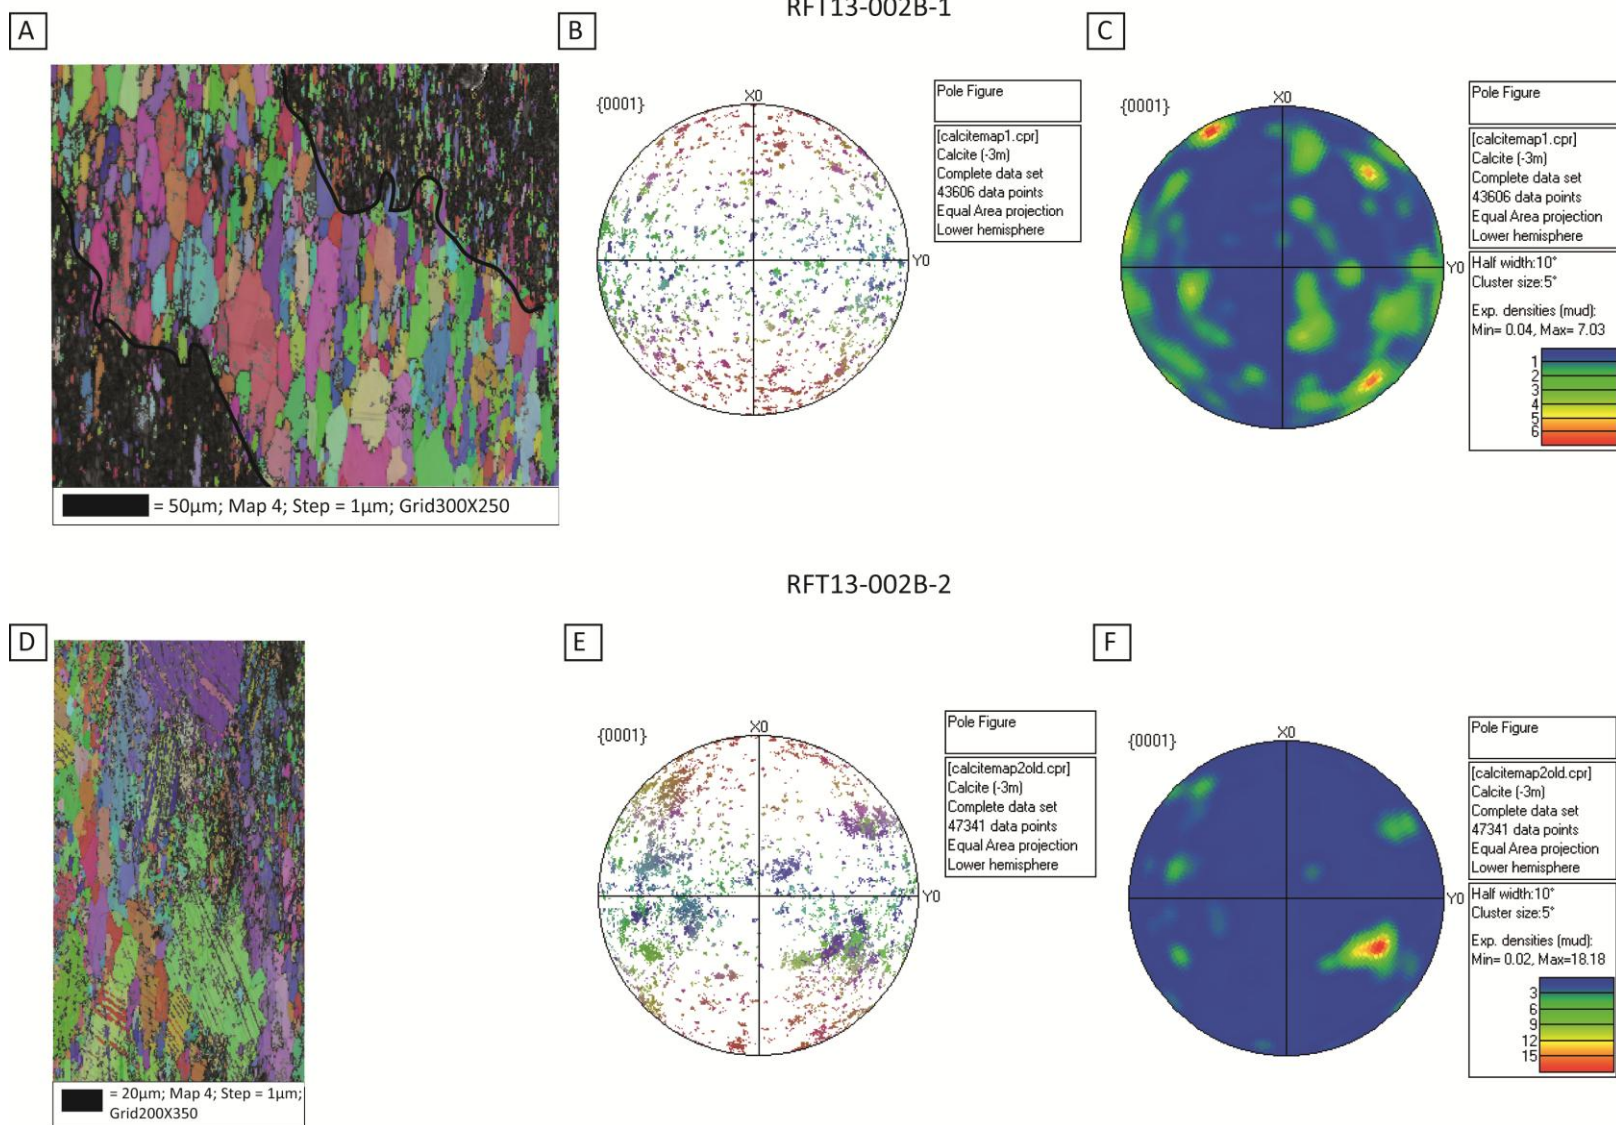 RFT13-002B-1
A
B
C
{0001}
X0
Y0
Pole Figure
[calcitemap1.cpr]
Calcite (-3m)
Complete data set
43606 data points
Equal Area projection
Lower hemisphere
{0001}
X0
Y0
Pole Figure
[calcitemap1.cpr]
Calcite (-3m)
Complete data set
43606 data points
Equal Area projection
Lower hemisphere
Half width:10°
Cluster size:5°
Exp. densities (mud):
Min= 0.04, Max= 7.03
1
2
3
4
5
6
= 50µm; Map 4; Step = 1µm; Grid300X250
RFT13-002B-2
D
E
F
{0001}
X0
Y0
Pole Figure
[calcitemap2old.cpr]
Calcite (-3m)
Complete data set
47341 data points
Equal Area projection
Lower hemisphere
{0001}
X0
Y0
Pole Figure
[calcitemap2old.cpr]
Calcite (-3m)
Complete data set
47341 data points
Equal Area projection
Lower hemisphere
Half width:10°
Cluster size:5°
Exp. densities (mud):
Min= 0.02, Max=18.18
3
6
9
12
15
= 20µm; Map 4; Step = 1µm;
Grid200X350